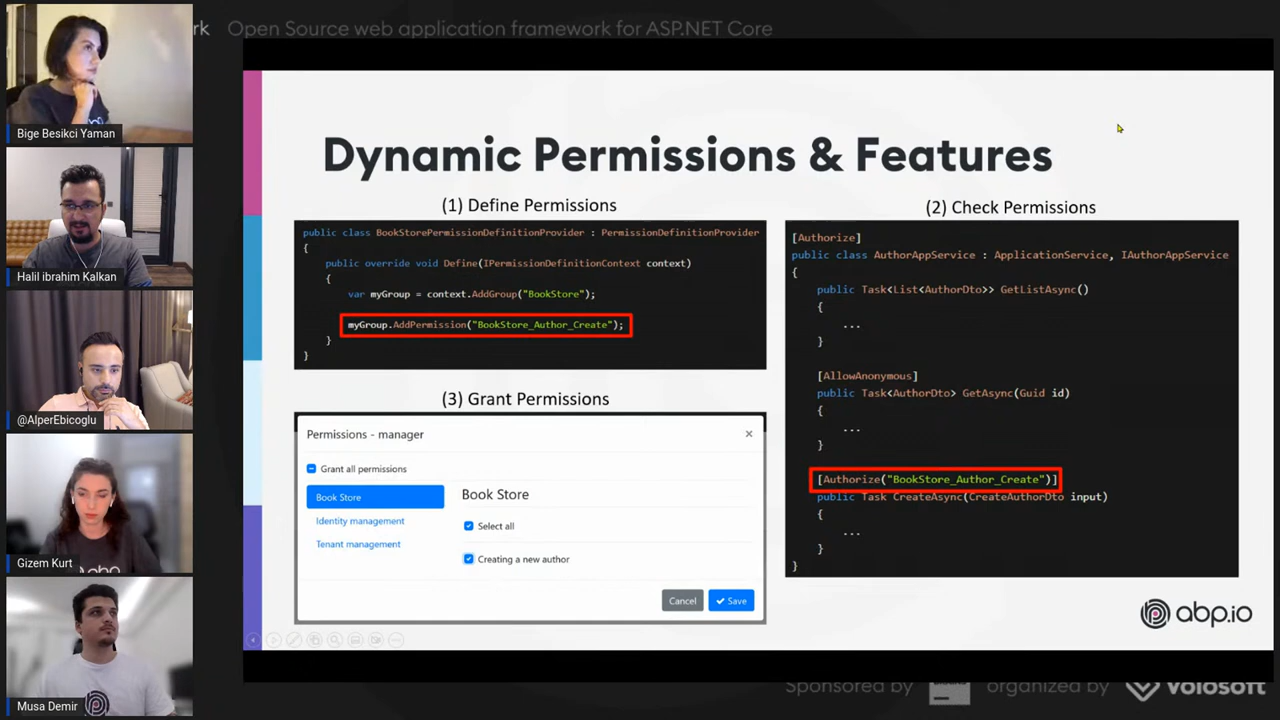 rk Open Source web application framework for ASP.NET Core
Bige Besikci Yaman
Halil ibrahim Kalkan
@AlperEbicoglu
Gizem Kurt
Musa Demir
Dynamic Permissions & Features
(1) Define Permissions
public class BookStorePermissionDefinitionProvider : PermissionDefinitionProvider
{
public override void Define(IPermissionDefinitionContext context)
{
var myGroup = context.AddGroup("BookStore");
myGroup.AddPermission("BookStore_Author_Create");
}
}
(2) Check Permissions
[Authorize]
public class AuthorAppService : ApplicationService, IAuthorAppService
{
public Task<List<AuthorDto>> GetListAsync()
{
...
}
[AllowAnonymous]
public Task<AuthorDto> GetAsync(Guid id)
{
...
}
[Authorize("BookStore_Author_Create")]
public Task CreateAsync(CreateAuthorDto input)
{
...
}
}
(3) Grant Permissions
Permissions - manager ×
Grant all permissions
Book Store
Identity management
Tenant management
Book Store
Select all
Creating a new author
Cancel
Save
abp.io
Sponsored by
organized by
Volosoft